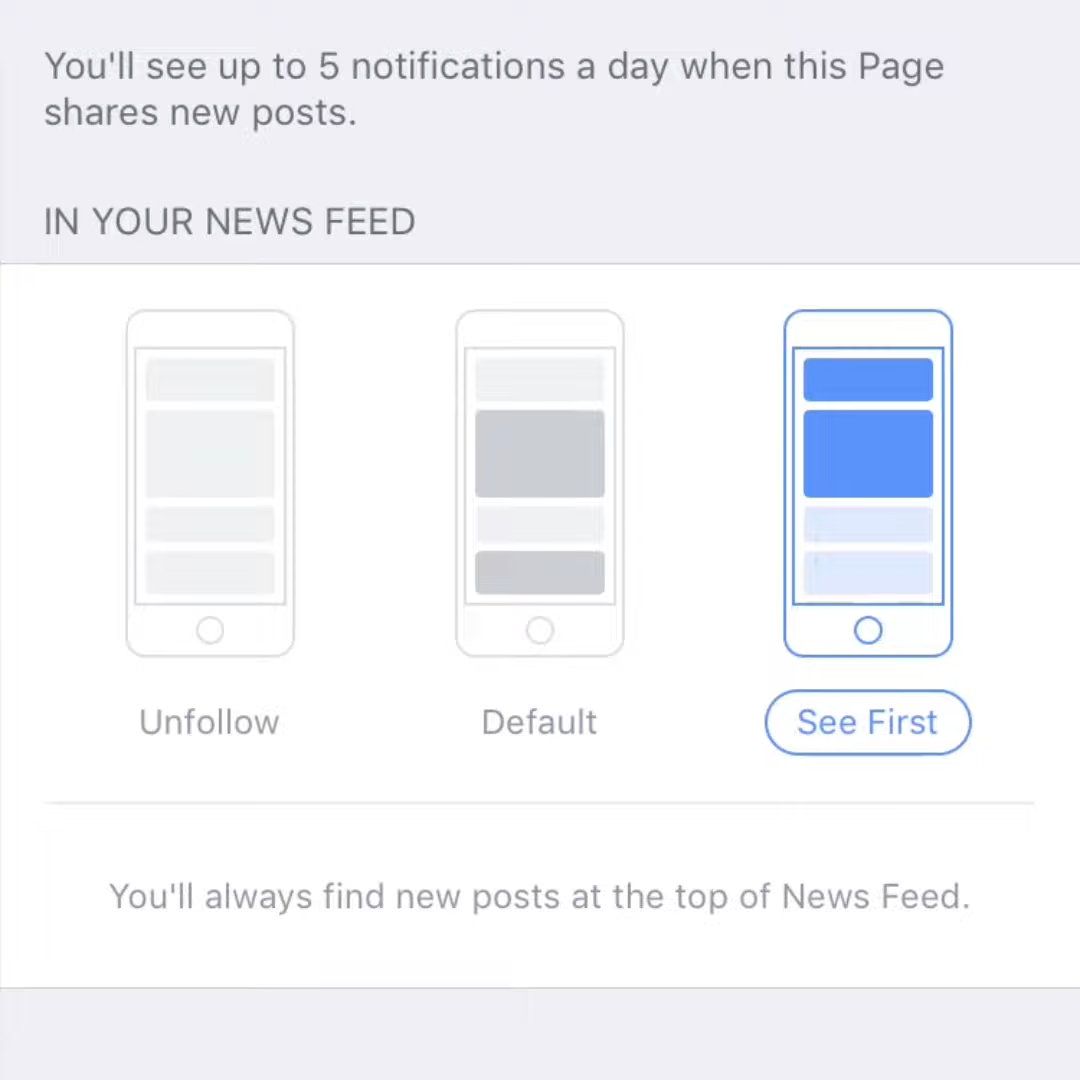 You'll see up to 5 notifications a day when this Page
shares new posts.
IN YOUR NEWS FEED
Unfollow
Default
See First
You'll always find new posts at the top of News Feed.